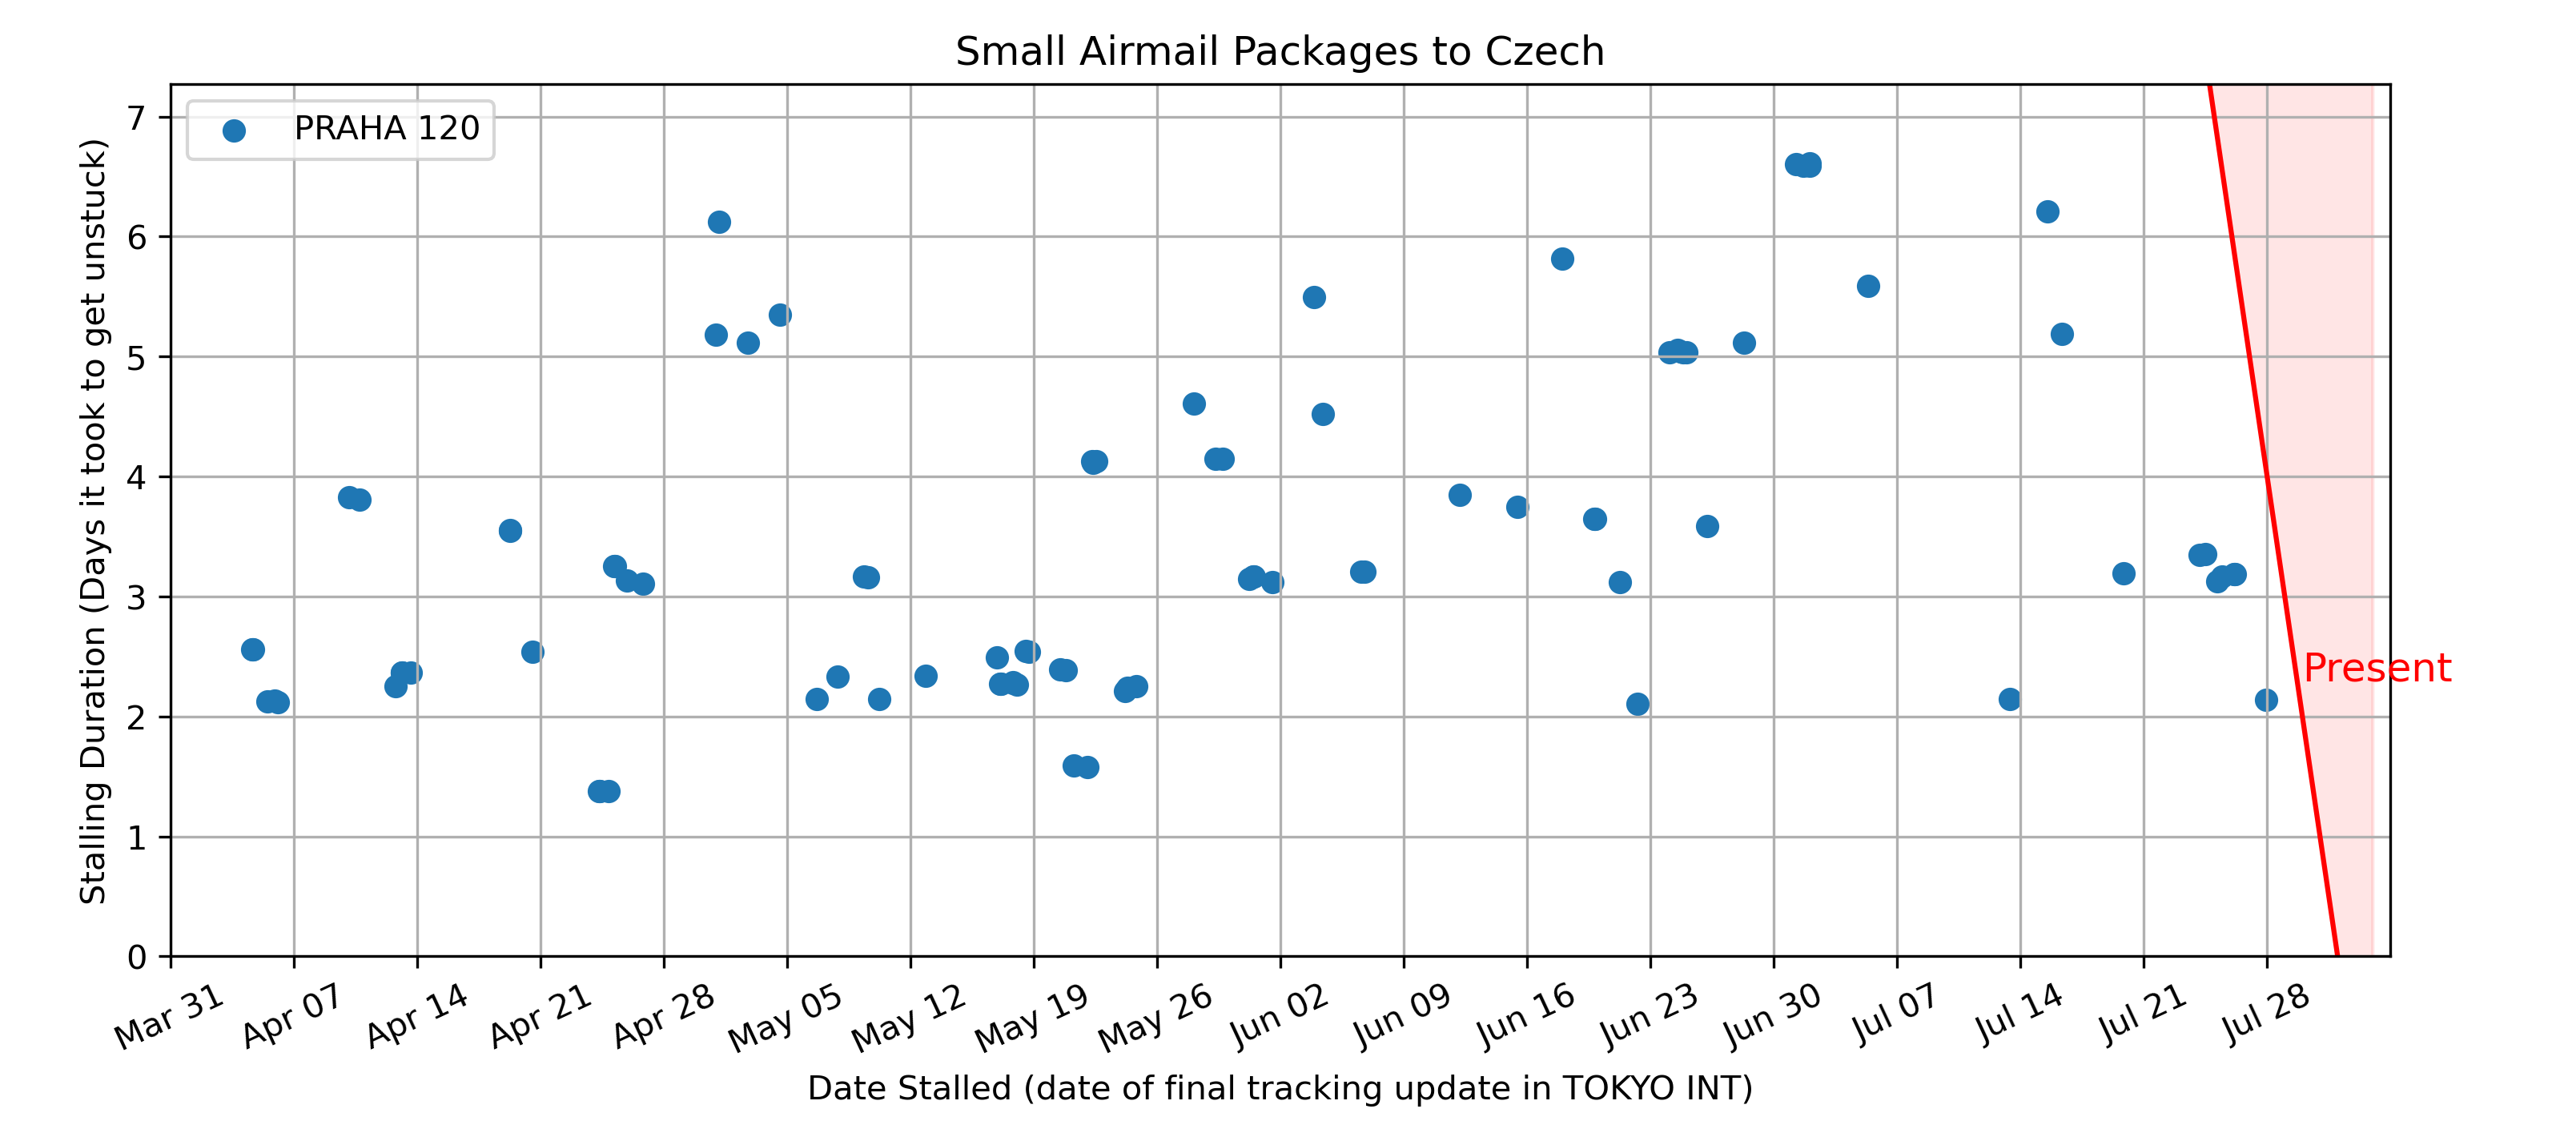 Small Airmail Packages to Czech
PRAHA 120
Stalling Duration (Days it took to get unstuck)
7
6
5
4
3
2
1
0
Present
Mar 31
Apr 07
Apr 14
Apr 21
Apr 28
May 05
May 12
May 19
May 26
Jun 02
Jun 09
Jun 16
Jun 23
Jun 30
Jul 07
Jul 14
Jul 21
Jul 28
Date Stalled (date of final tracking update in TOKYO INT)